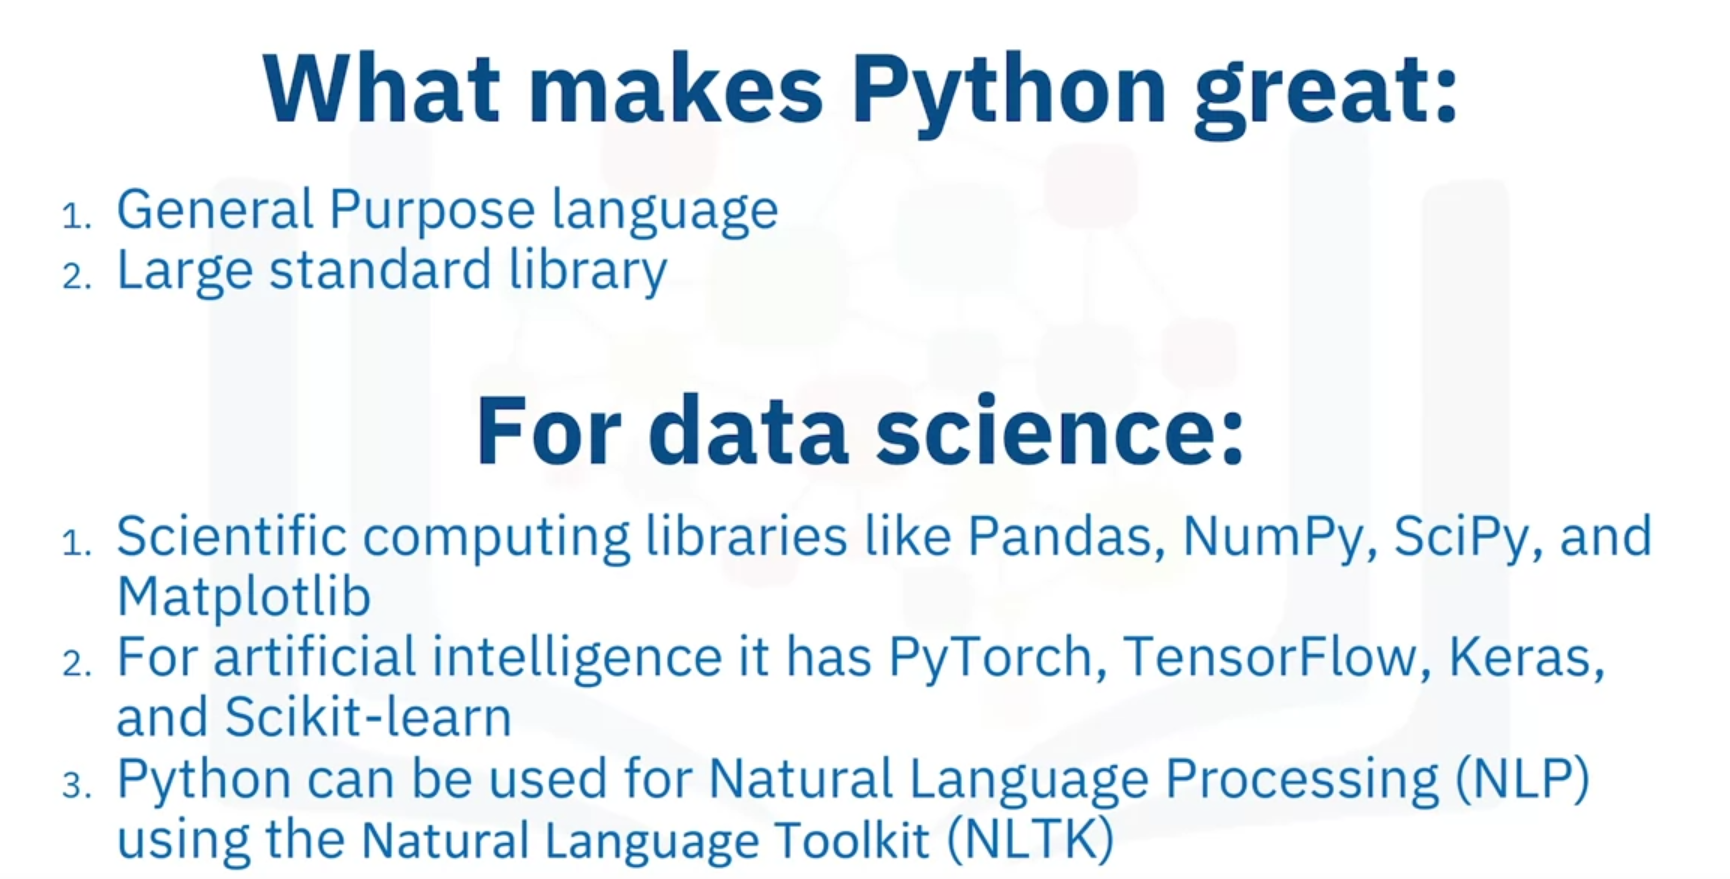 What makes Python great:
1. General Purpose language
2. Large standard library
For data science:
1. Scientific computing libraries like Pandas, NumPy, SciPy, and
Matplotlib
2. For artificial intelligence it has PyTorch, TensorFlow, Keras,
and Scikit-learn
3. Python can be used for Natural Language Processing (NLP)
using the Natural Language Toolkit (NLTK)